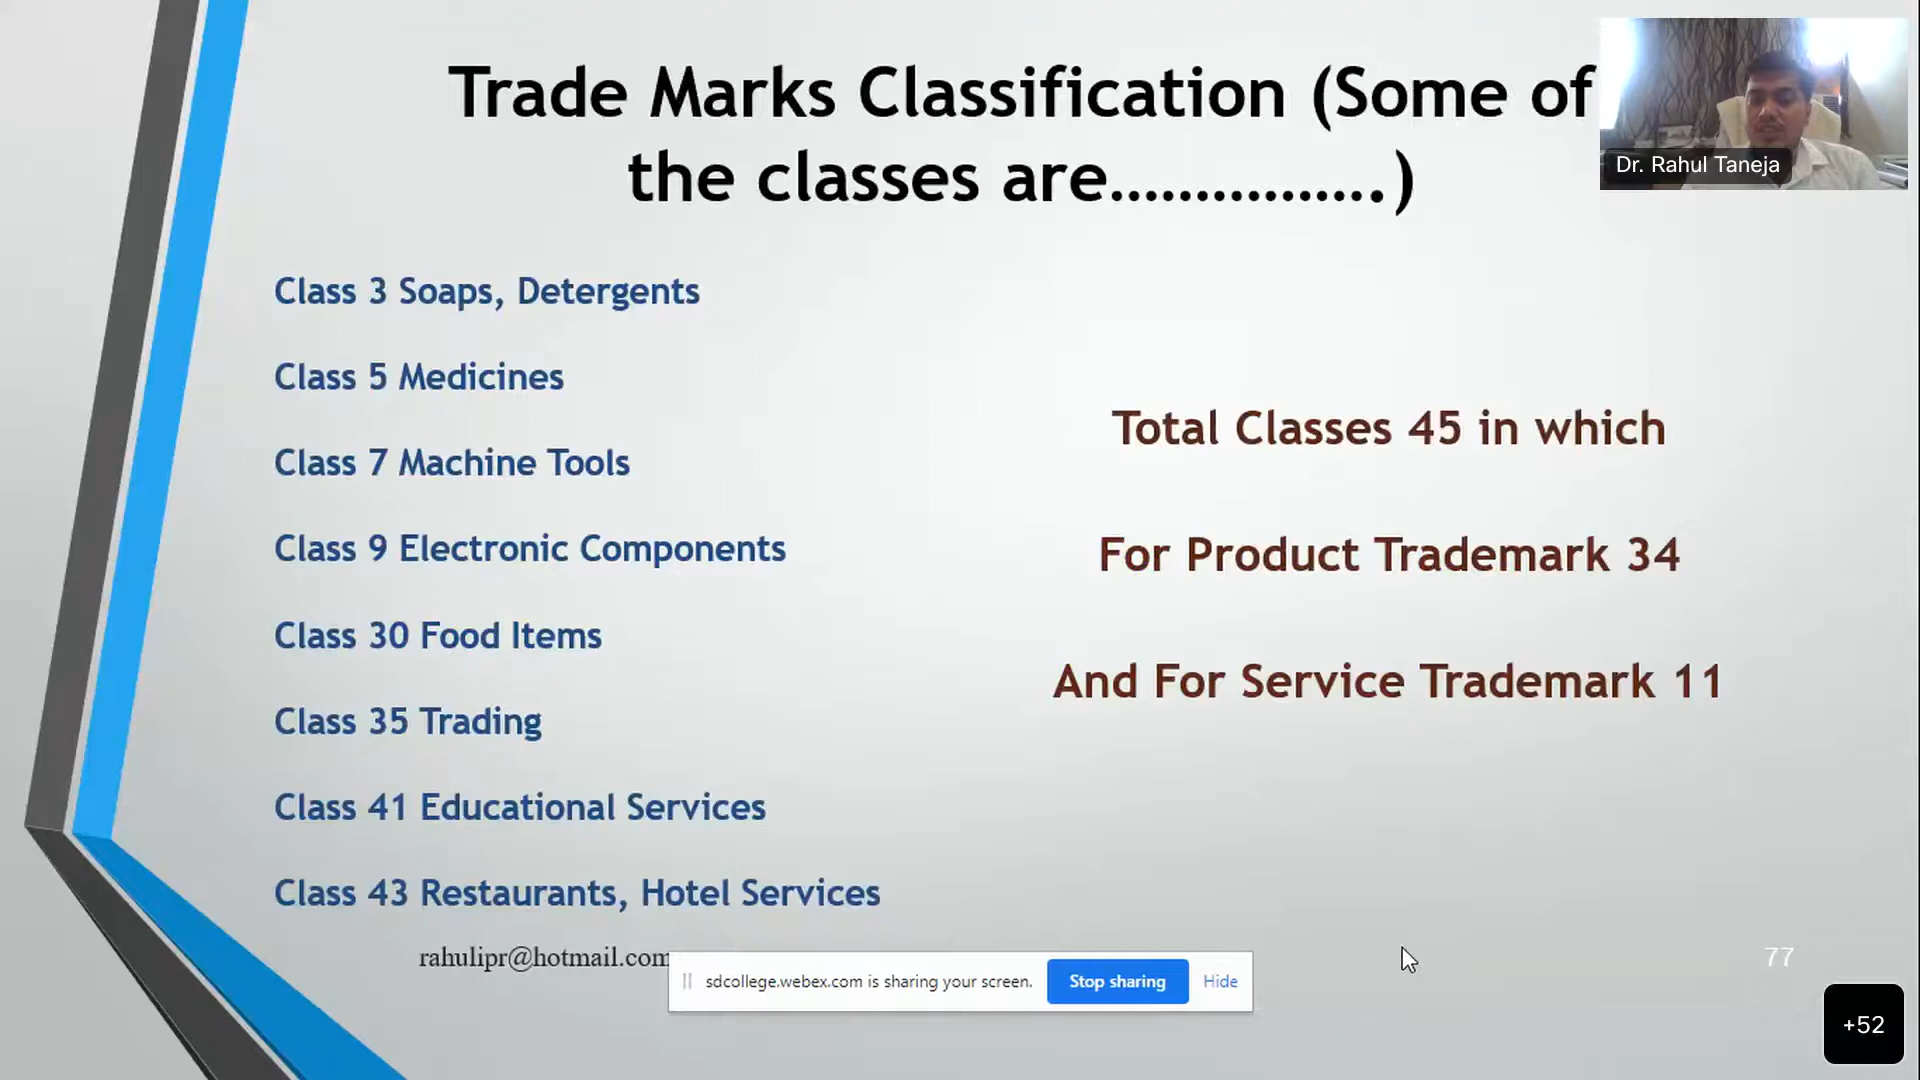 Trade Marks Classification (Some of
the classes are................)
Dr. Rahul Taneja
Class 3 Soaps, Detergents
Class 5 Medicines
Class 7 Machine Tools
Class 9 Electronic Components
Class 30 Food Items
Class 35 Trading
Class 41 Educational Services
Class 43 Restaurants, Hotel Services
Total Classes 45 in which
For Product Trademark 34
And For Service Trademark 11
rahulipr@hotmail.com
sdcollege.webex.com is sharing your screen.
Stop sharing
Hide
77
+52